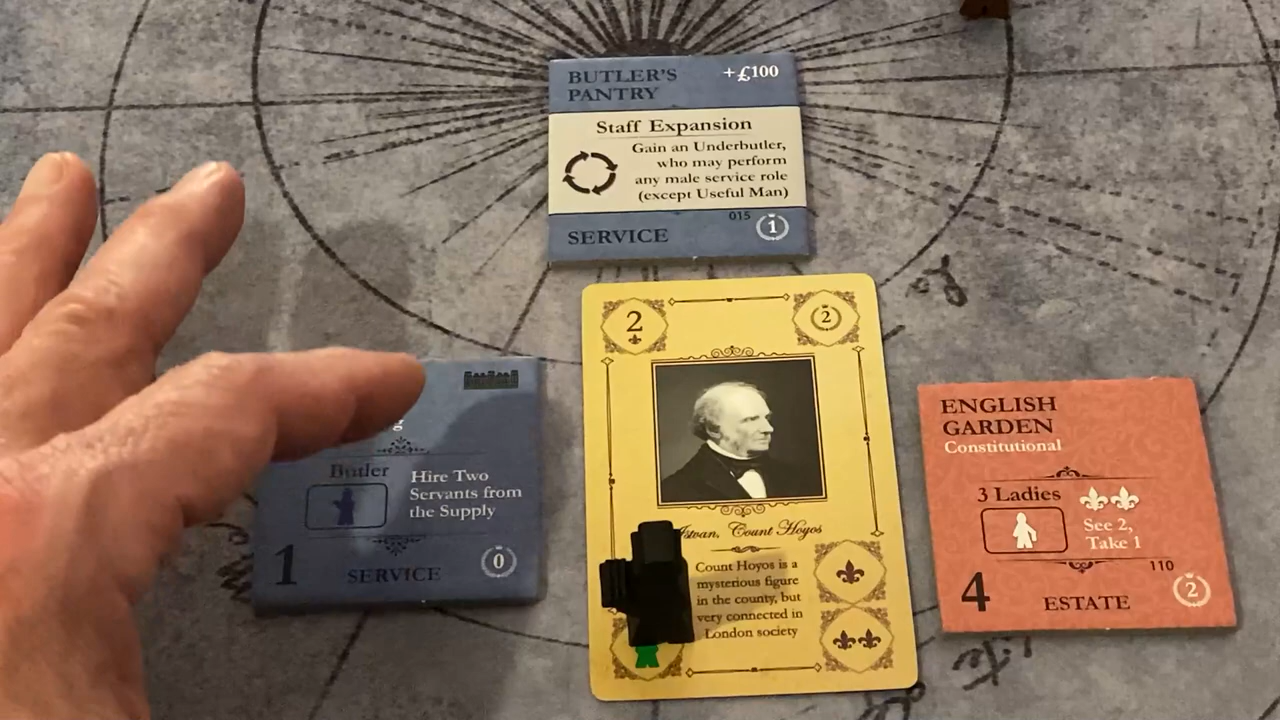 BUTLER'S
PANTRY
+£100
Staff Expansion
Gain an Underbutler,
who may perform
any male service role
(except Useful Man)
015
1
SERVICE
Butler
Hire Two
Servants from
the Supply
1
SERVICE
0
2
2
Istvan, Count Hoyos
Count Hoyos is a
mysterious figure
in the county, but
very connected in
London society
ENGLISH
GARDEN
Constitutional
3 Ladies
See 2,
Take 1
110
4
ESTATE
2